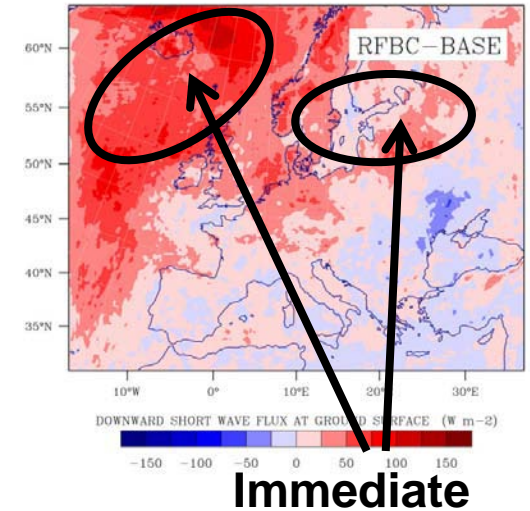 60°N
RFBC-BASE
55°N
50°N
45°N
40°N
35°N
10°W 0° 10°E 20°E 30°E
DOWNWARD SHORT WAVE FLUX AT GROUND SURFACE (W m-2)
-150 -100 -50 0 50 100 150
Immediate